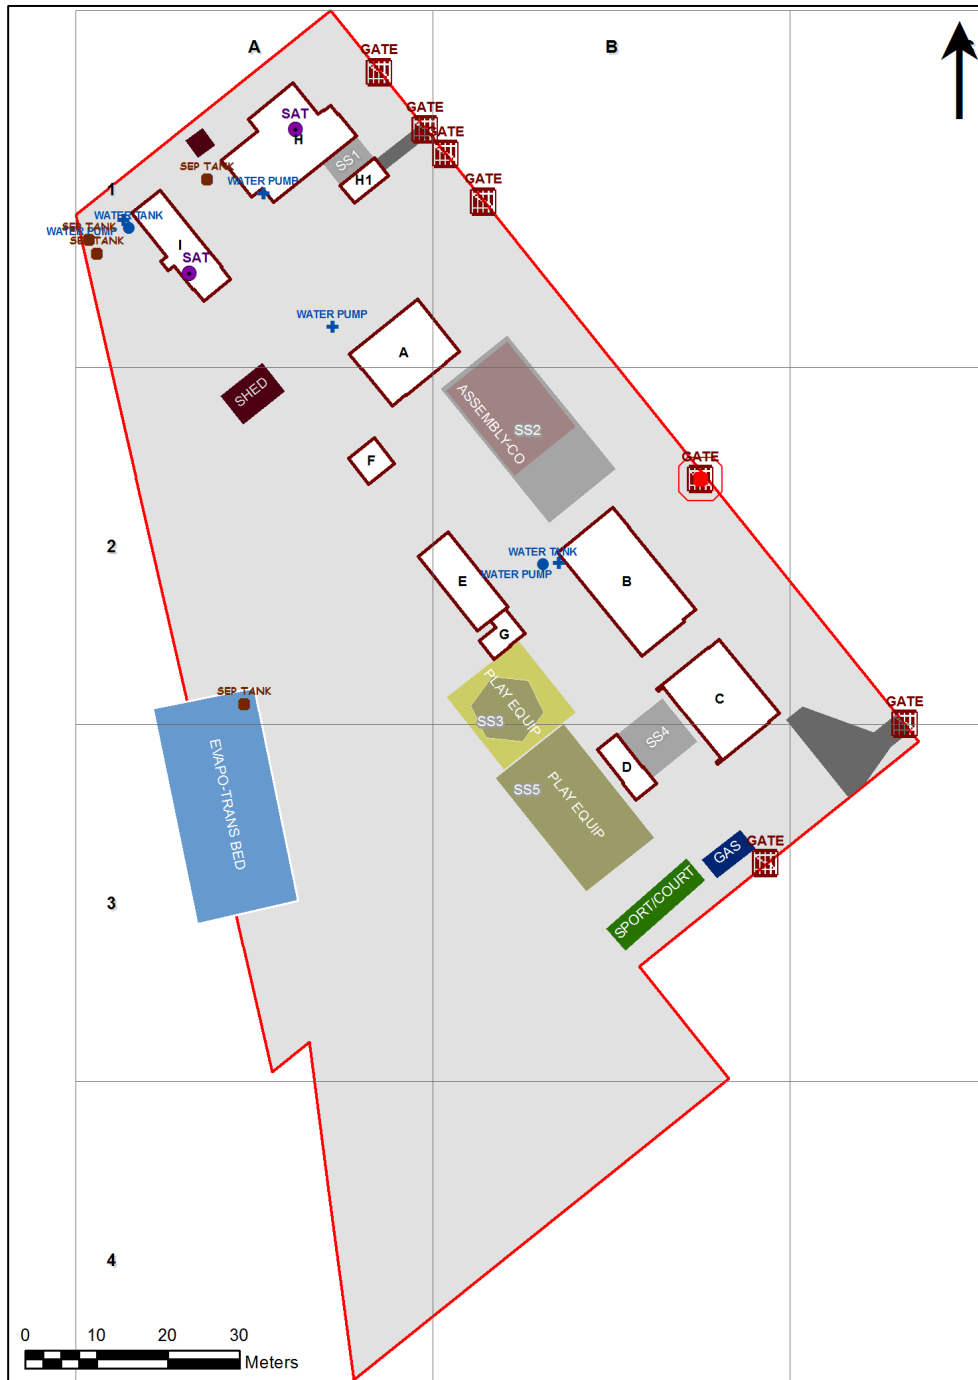 A
B
GATE
GATE
SAT
H
GATE
SS1
SEP TANK
H1
WATER PUMP
1
GATE
WATER TANK
SEP TANK
WATER PUMP
SEP TANK
I
SAT
WATER PUMP
A
SHED
ASSEMBLY-CO
SS2
F
GATE
2
WATER TANK
WATER PUMP
E
B
G
PLAY EQUIP
SS3
SEP TANK
C
GATE
SS4
EVAPO-TRANS BED
D
SS5
PLAY EQUIP
GAS
GATE
SPORT/COURT
3
4
0 10 20 30
Meters